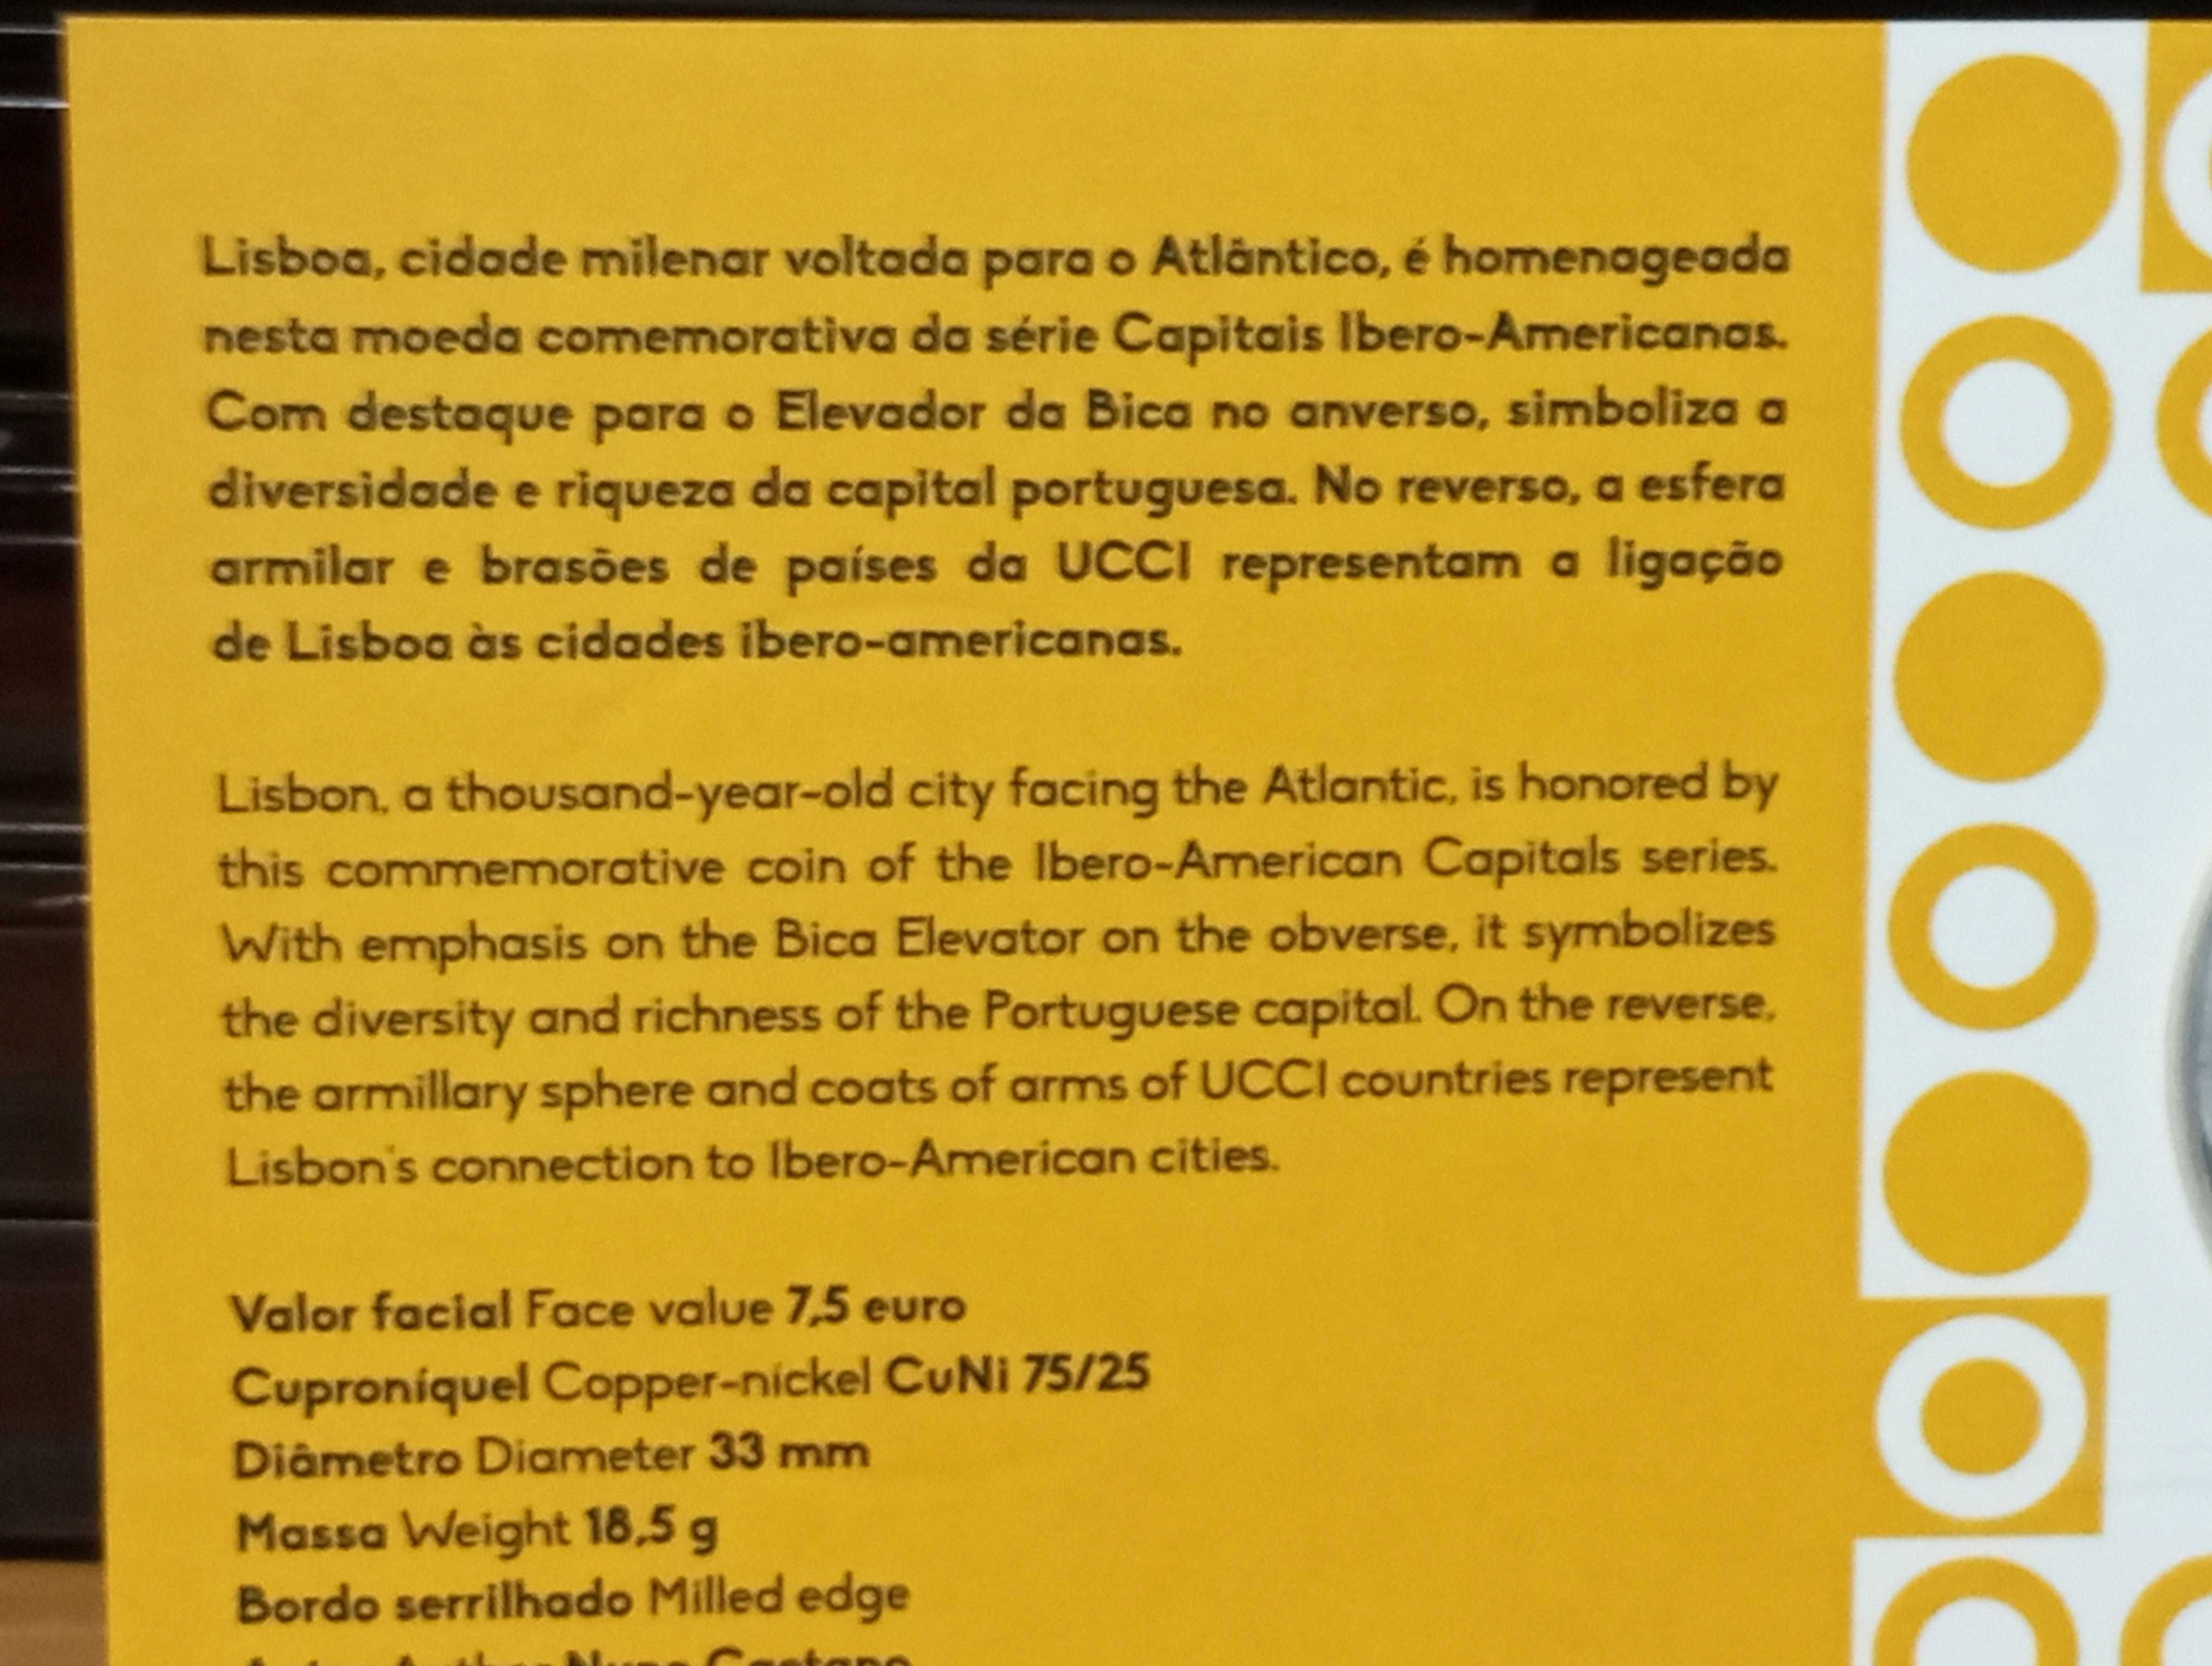 Lisboa, cidade milenar voltada para o Atlântico, é homenageada
nesta moeda comemorativa da série Capitais Ibero-Americanas.
Com destaque para o Elevador da Bica no anverso, simboliza a
diversidade e riqueza da capital portuguesa. No reverso, a esfera
armilar e brasões de países da UCCI representam a ligação
de Lisboa às cidades ibero-americanas.
Lisbon, a thousand-year-old city facing the Atlantic, is honored by
this commemorative coin of the Ibero-American Capitals series.
With emphasis on the Bica Elevator on the obverse, it symbolizes
the diversity and richness of the Portuguese capital. On the reverse,
the armillary sphere and coats of arms of UCCI countries represent
Lisbon's connection to Ibero-American cities.
Valor facial Face value 7,5 euro
Cuproníquel Copper-nickel CuNi 75/25
Diâmetro Diameter 33 mm
Massa Weight 18,5 g
Bordo serrilhado Milled edge
Autor Author Nuno Caetano